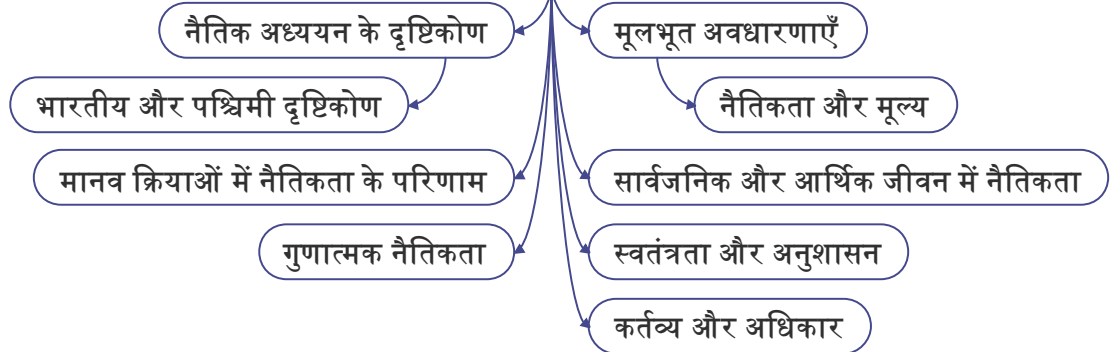 नैतिक अध्ययन के दृष्टिकोण
मूलभूत अवधारणाएँ
भारतीय और पश्चिमी दृष्टिकोण
नैतिकता और मूल्य
मानव क्रियाओं में नैतिकता के परिणाम
सार्वजनिक और आर्थिक जीवन में नैतिकता
गुणात्मक नैतिकता
स्वतंत्रता और अनुशासन
कर्तव्य और अधिकार